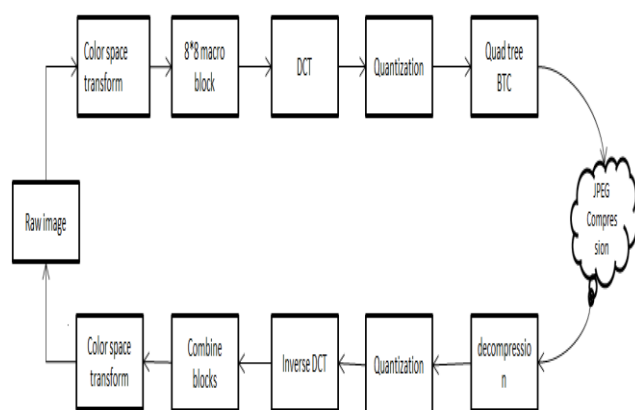 Color space
transform
8*8 macro
block
DCT
Quantization
Quad tree
BTC
JPEG
Compres
sion
Raw image
Color space
transform
Combine
blocks
Inverse DCT
Quantization
decompressio
n